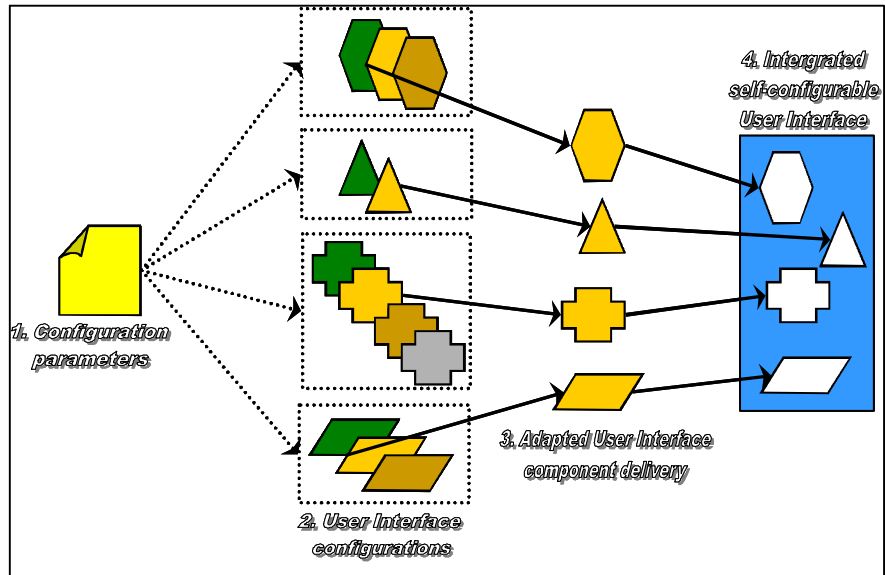 1. Configuration
parameters
2. User Interface
configurations
3. Adapted User Interface
component delivery
4. Intergrated
self-configurable
User Interface